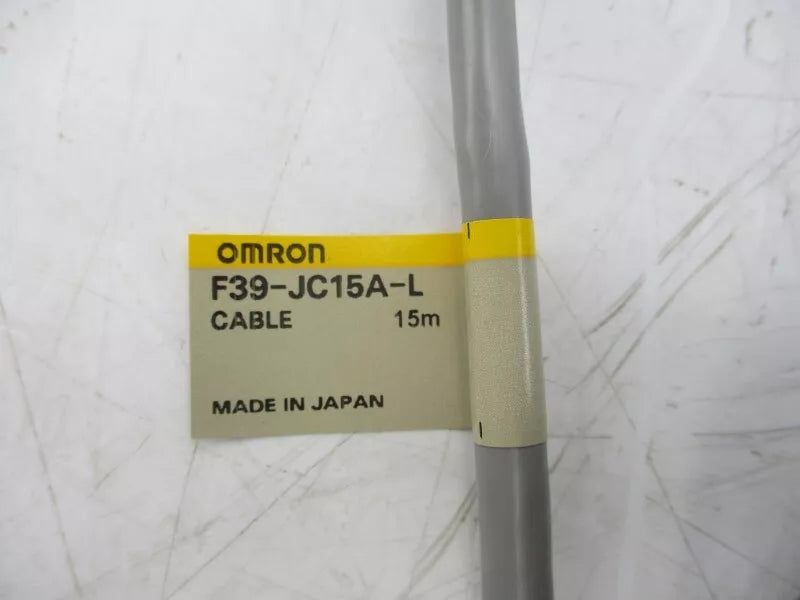 OMRON
F39-JC15A-L
CABLE 15m
MADE IN JAPAN